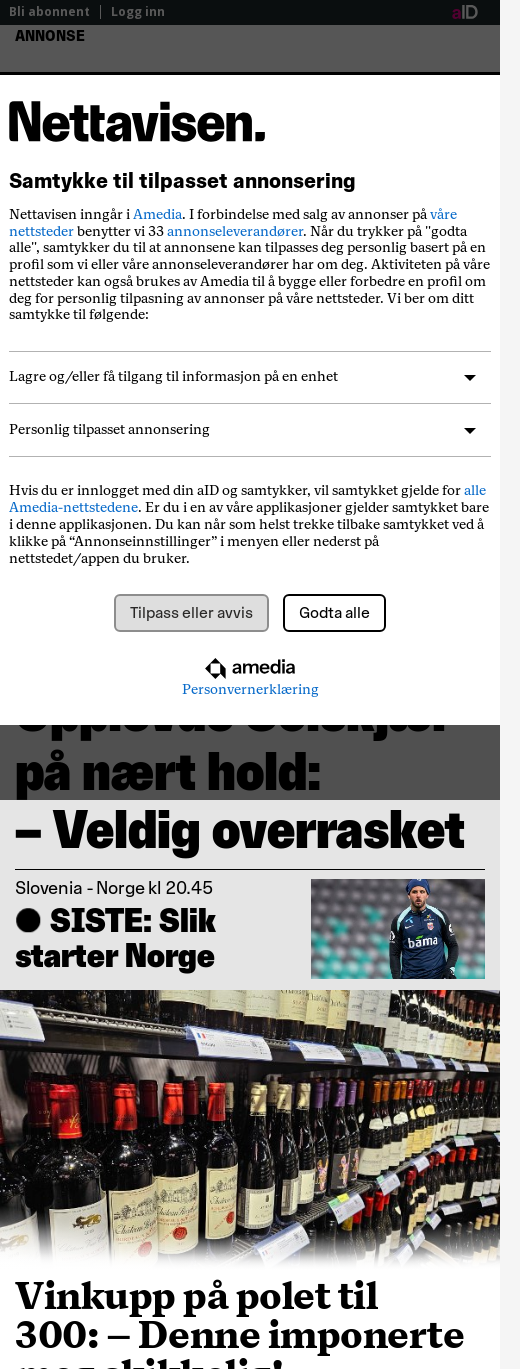 Bli abonnent | Logg inn
aID
ANNONSE
Nettavisen.
Samtykke til tilpasset annonsering
Nettavisen inngår i Amedia. I forbindelse med salg av annonser på våre
nettsteder benytter vi 33 annonseleverandører. Når du trykker på "godta
alle", samtykker du til at annonsene kan tilpasses deg personlig basert på en
profil som vi eller våre annonseleverandører har om deg. Aktiviteten på våre
nettsteder kan også brukes av Amedia til å bygge eller forbedre en profil om
deg for personlig tilpasning av annonser på våre nettsteder. Vi ber om ditt
samtykke til følgende:
Lagre og/eller få tilgang til informasjon på en enhet
Personlig tilpasset annonsering
Hvis du er innlogget med din aID og samtykker, vil samtykket gjelde for alle
Amedia-nettstedene. Er du i en av våre applikasjoner gjelder samtykket bare
i denne applikasjonen. Du kan når som helst trekke tilbake samtykket ved å
klikke på “Annonseinnstillinger” i menyen eller nederst på
nettstedet/appen du bruker.
Tilpass eller avvis
Godta alle
amedia
Personvernerklæring
på nært hold:
– Veldig overrasket
Slovenia - Norge kl 20.45
SISTE: Slik
starter Norge
bama
Vinkupp på polet til
300: – Denne imponerte